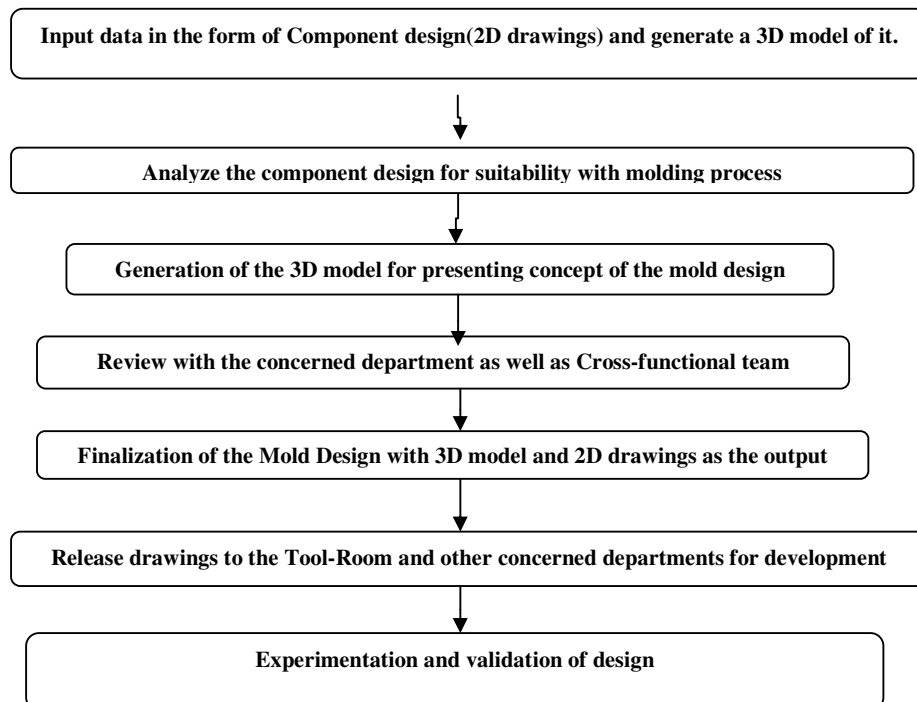 Input data in the form of Component design(2D drawings) and generate a 3D model of it.
Analyze the component design for suitability with molding process
Generation of the 3D model for presenting concept of the mold design
Review with the concerned department as well as Cross-functional team
Finalization of the Mold Design with 3D model and 2D drawings as the output
Release drawings to the Tool-Room and other concerned departments for development
Experimentation and validation of design